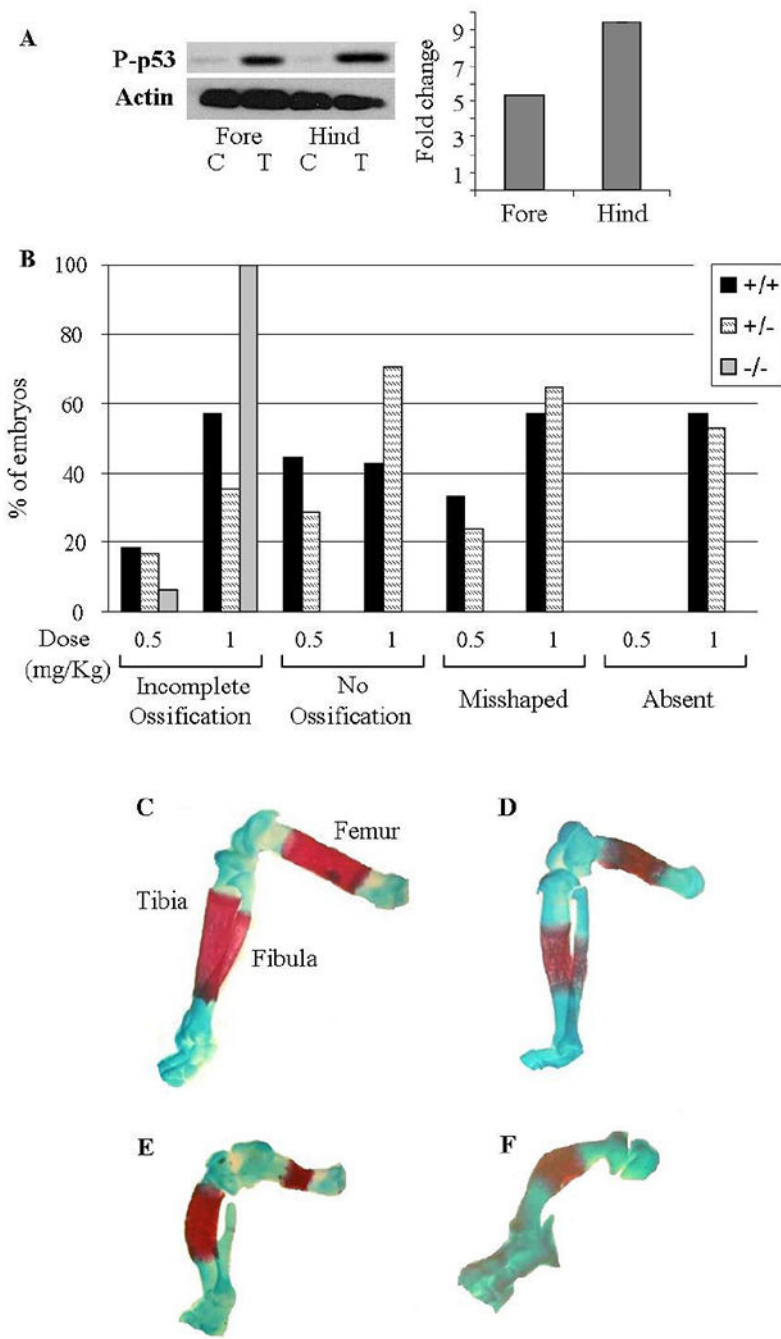 A
P-p53
Actin
Fore Hind
C T C T
Fold change
9
7
5
3
1
Fore Hind
B
% of embryos
100
80
60
40
20
0
+/+
+/-
-/-
Dose
(mg/Kg)
0.5 1 0.5 1 0.5 1 0.5 1
Incomplete
Ossification
No
Ossification
Misshaped
Absent
C
Femur
Tibia
Fibula
D
E
F